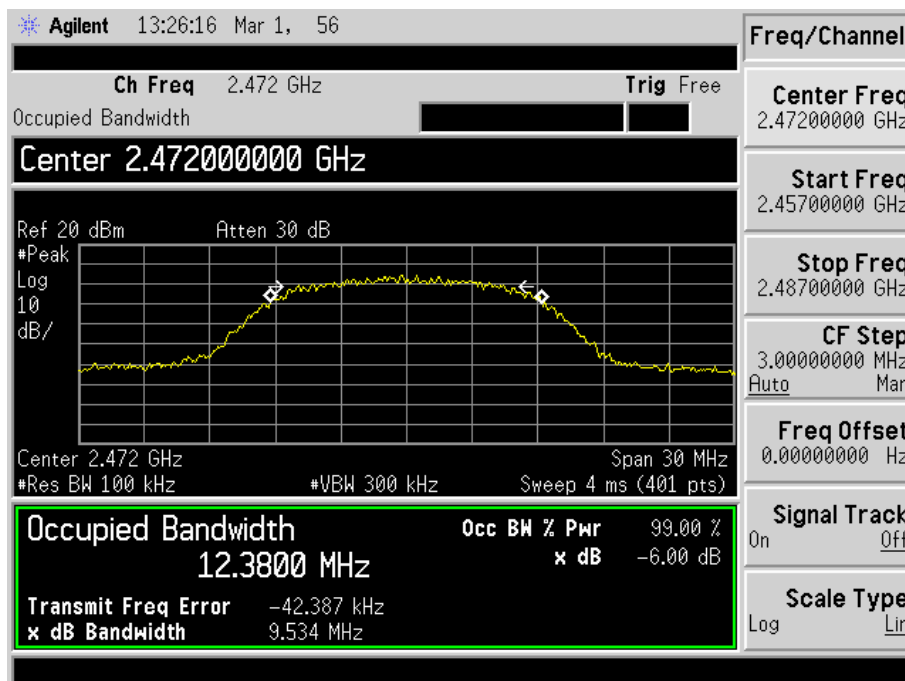 Agilent 13:26:16 Mar 1, 56
Ch Freq 2.472 GHz Trig Free
Occupied Bandwidth
Center 2.472000000 GHz
Ref 20 dBm Atten 30 dB
#Peak
Log
10
dB/
Center 2.472 GHz Span 30 MHz
#Res BW 100 kHz #VBW 300 kHz Sweep 4 ms (401 pts)
Occupied Bandwidth
12.3800 MHz
Occ BW % Pwr 99.00 %
x dB -6.00 dB
Transmit Freq Error -42.387 kHz
x dB Bandwidth 9.534 MHz
Freq/Channel
Center Freq
2.47200000 GHz
Start Freq
2.45700000 GHz
Stop Freq
2.48700000 GHz
CF Step
3.00000000 MHz
Auto Man
Freq Offset
0.00000000 Hz
Signal Track
On Off
Scale Type
Log Lin